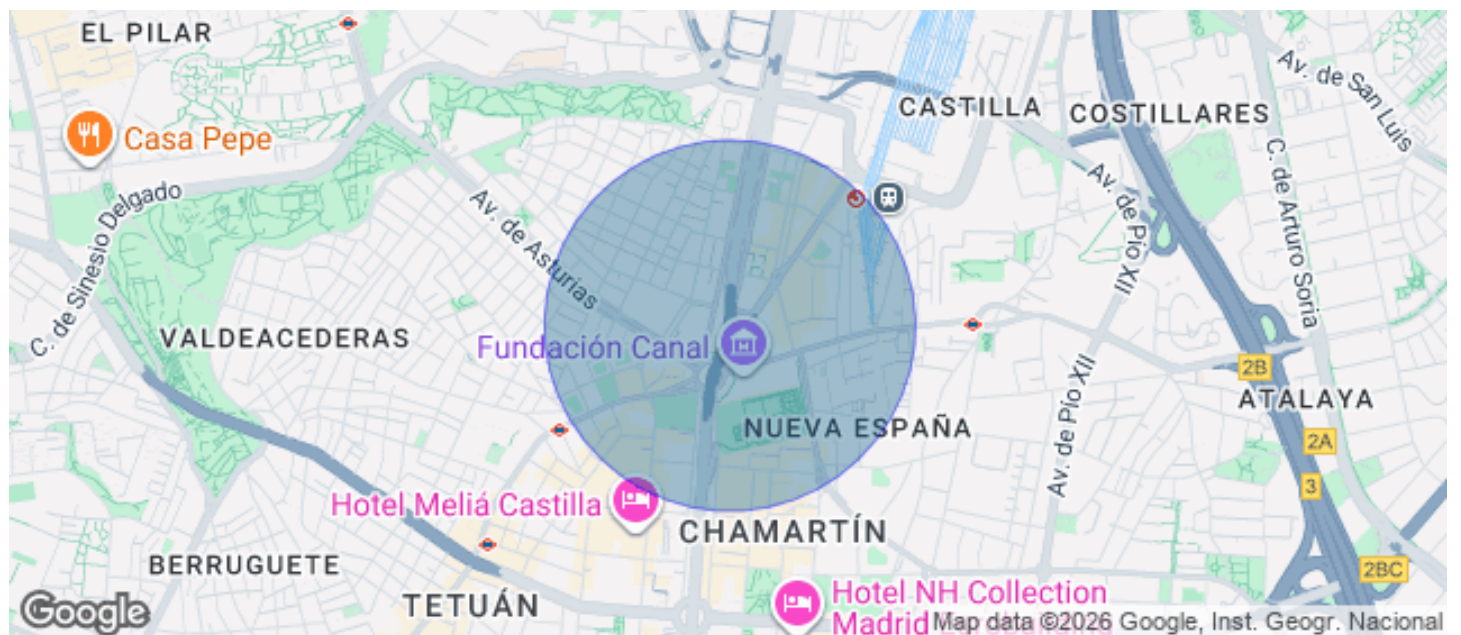 EL PILAR
Av. de San Luis
CASTILLA
COSTILLARES
Casa Pepe
C. de Sinesio Delgado
Av. de Asturias
Av. de Pío XII
C. de Arturo Soria
VALDEACEDERAS
Fundación Canal
2B
ATALAYA
NUEVA ESPAÑA
Av. de Pío XII
2A
3
Hotel Meliá Castilla
CHAMARTÍN
BERRUGUETE
2BC
TETUÁN
Hotel NH Collection
Madrid
Google
Map data ©2026 Google, Inst. Geogr. Nacional